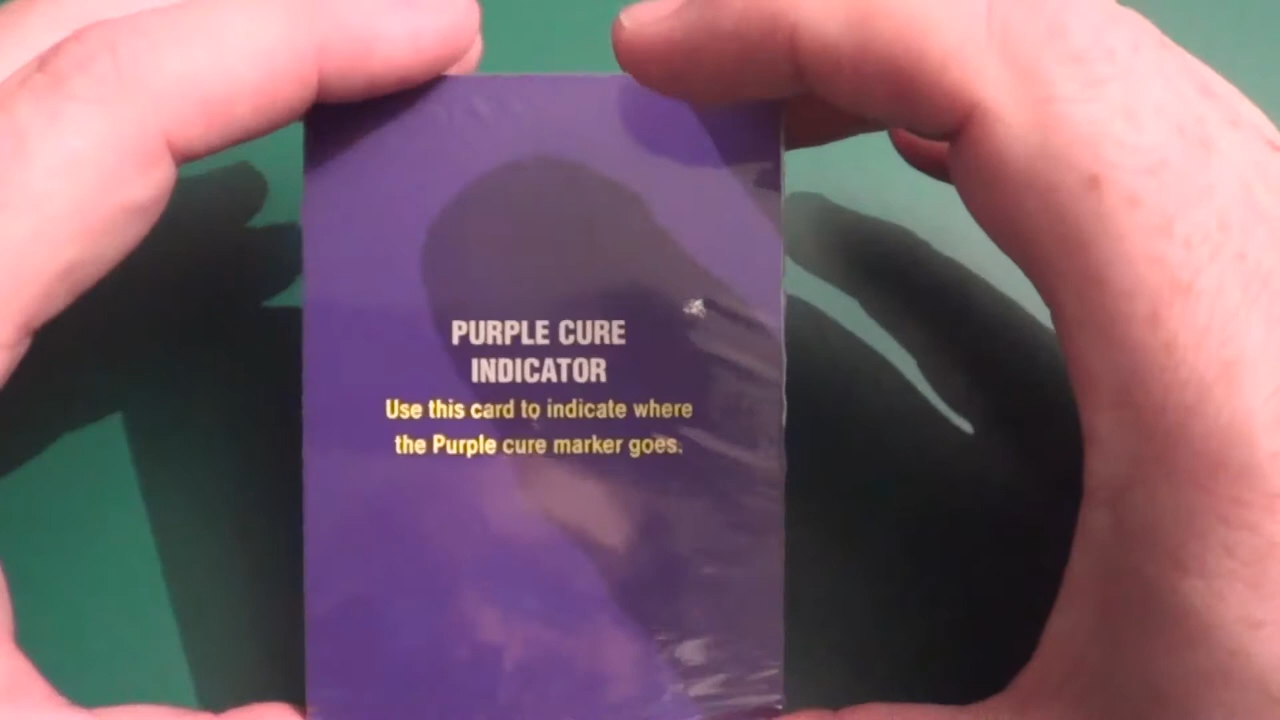 PURPLE CURE
INDICATOR
Use this card to indicate where
the Purple cure marker goes.